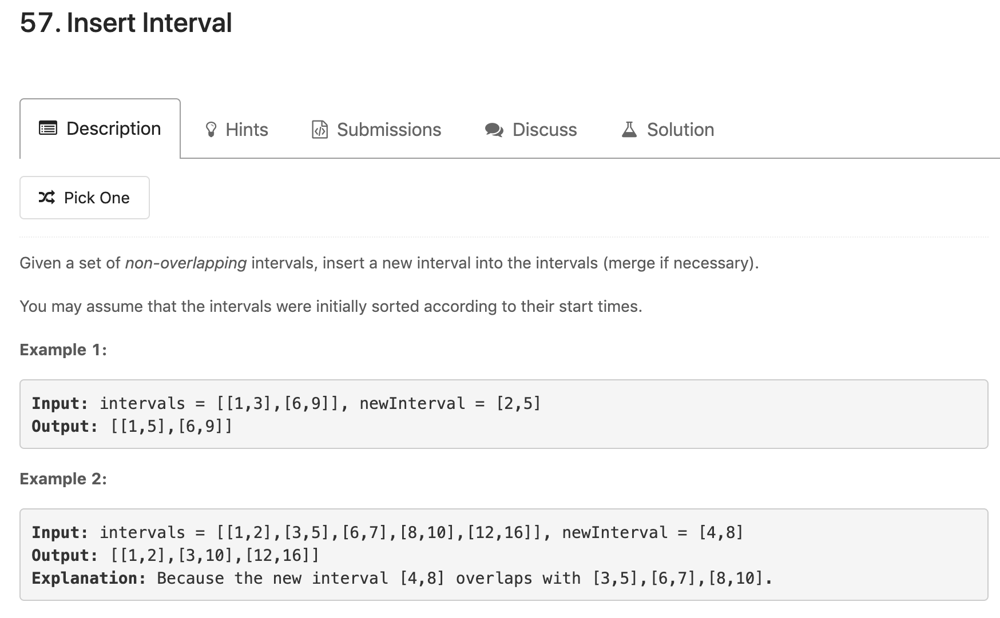 57. Insert Interval
Description
Hints
Submissions
Discuss
Solution
Pick One
Given a set of non-overlapping intervals, insert a new interval into the intervals (merge if necessary).
You may assume that the intervals were initially sorted according to their start times.
Example 1:
Input: intervals = [[1,3],[6,9]], newInterval = [2,5]
Output: [[1,5],[6,9]]
Example 2:
Input: intervals = [[1,2],[3,5],[6,7],[8,10],[12,16]], newInterval = [4,8]
Output: [[1,2],[3,10],[12,16]]
Explanation: Because the new interval [4,8] overlaps with [3,5],[6,7],[8,10].